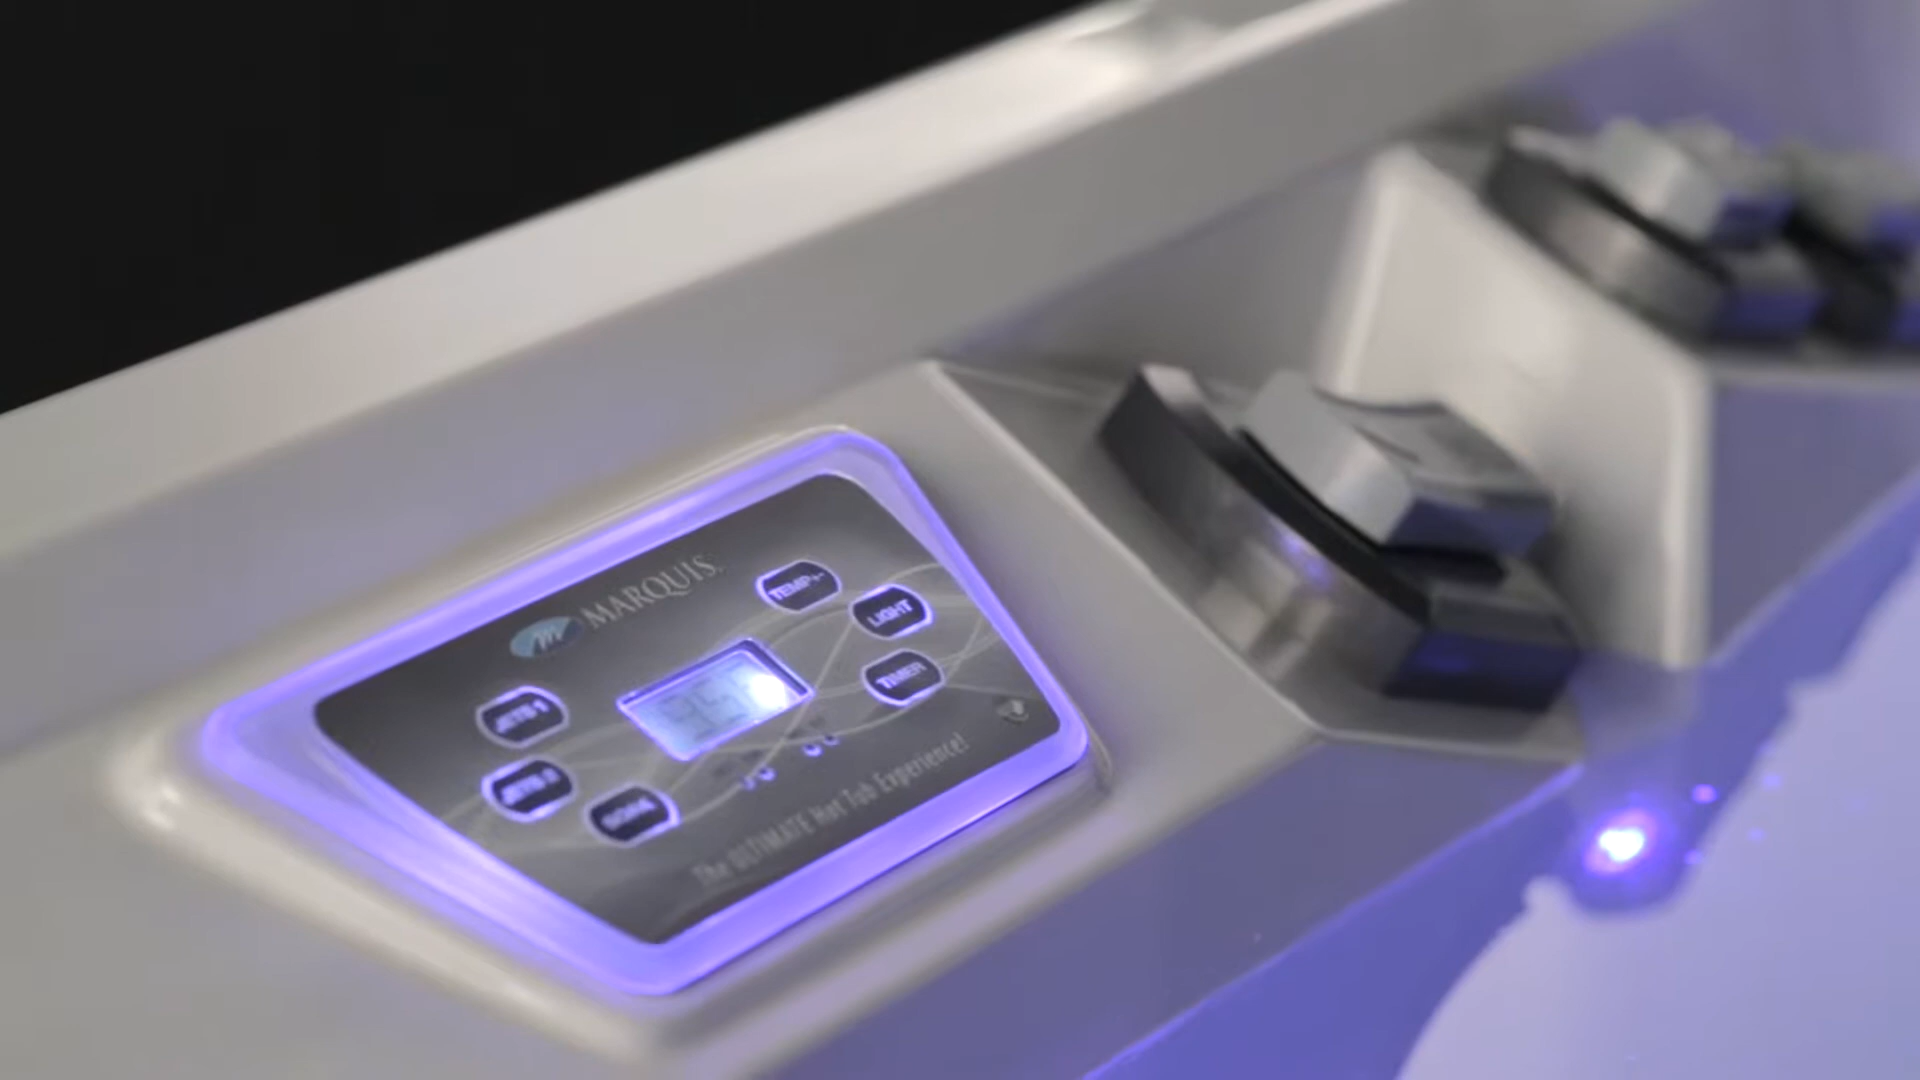 MARQUIS
TEMP+-
LIGHT
TIMER
JETS 1
JETS 2
The ULTIMATE Hot Tub Experience!